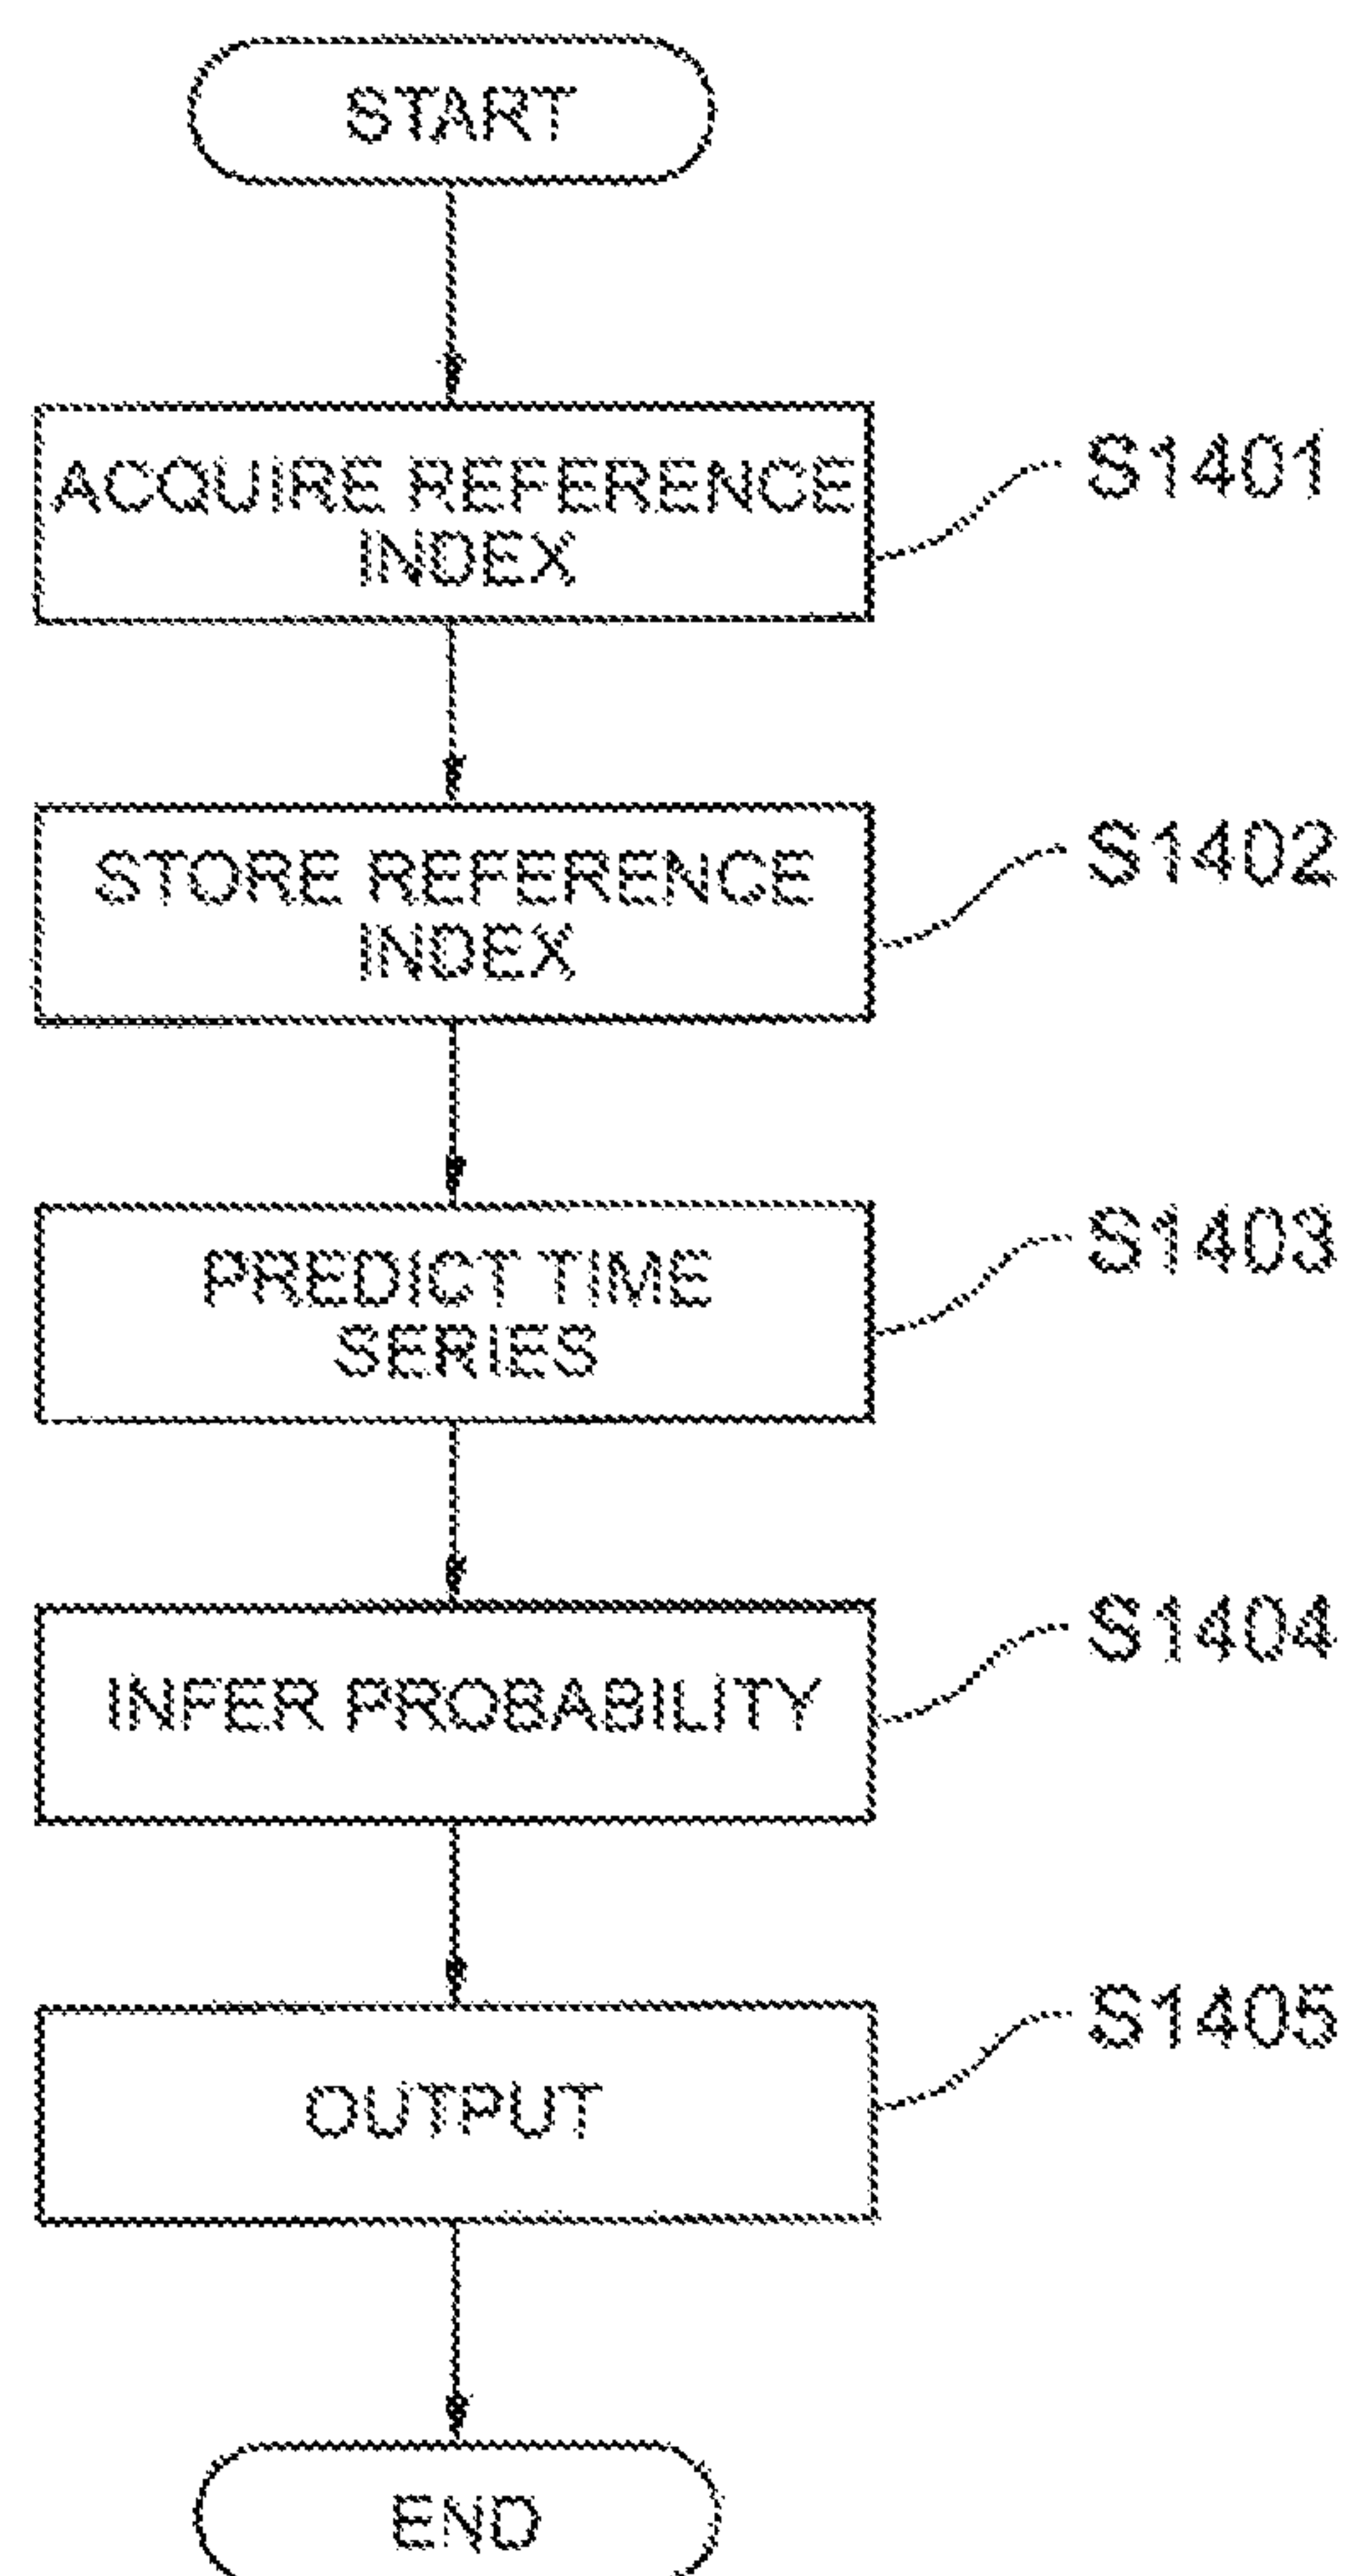 START
ACQUIRE REFERENCE
INDEX
S1401
STORE REFERENCE
INDEX
S1402
PREDICT TIME
SERIES
S1403
INFER PROBABILITY
S1404
OUTPUT
S1405
END